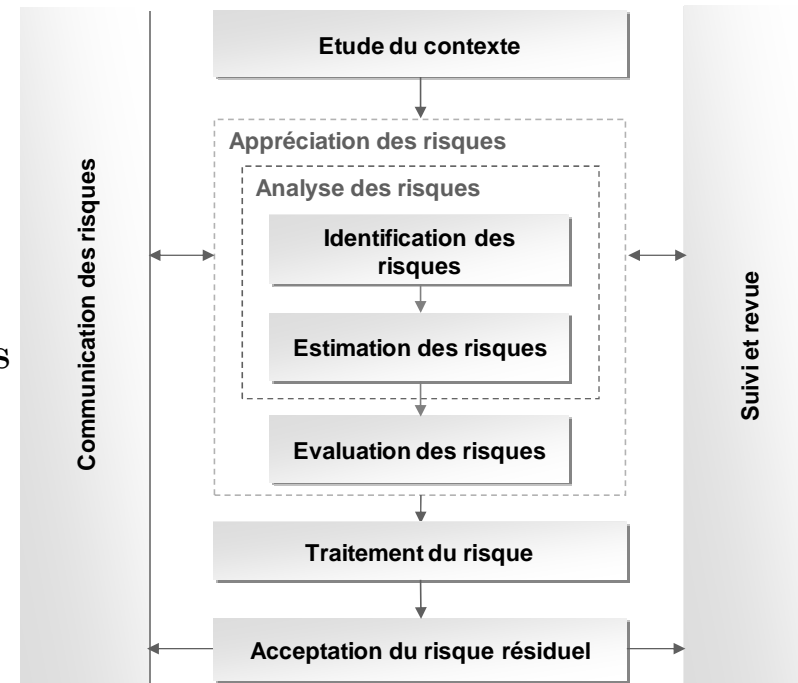 Etude du contexte
Appréciation des risques
Analyse des risques
Identification des
risques
Estimation des risques
Evaluation des risques
Traitement du risque
Acceptation du risque résiduel
Communication des risques
Suivi et revue
s